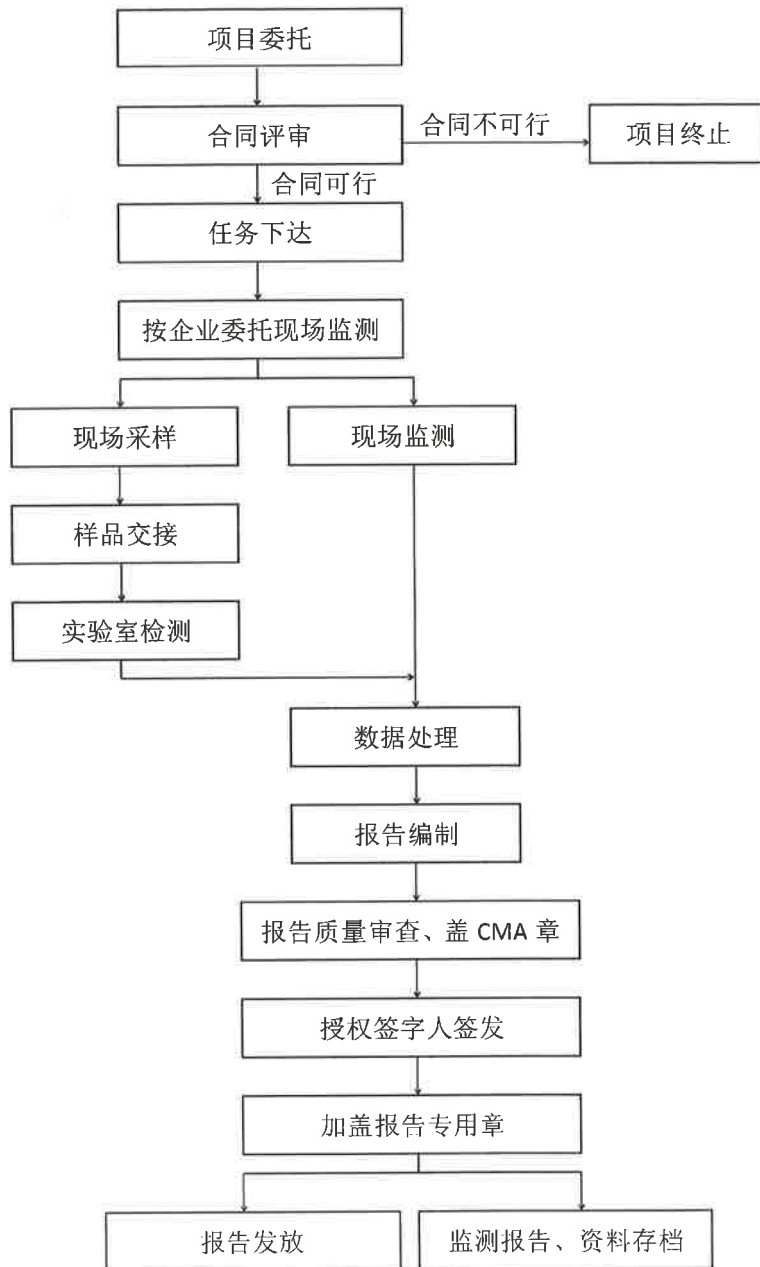 项目委托
合同评审
合同不可行
项目终止
合同可行
任务下达
按企业委托现场监测
现场采样
现场监测
样品交接
实验室检测
数据处理
报告编制
报告质量审查、盖 CMA 章
授权签字人签发
加盖报告专用章
报告发放
监测报告、资料存档